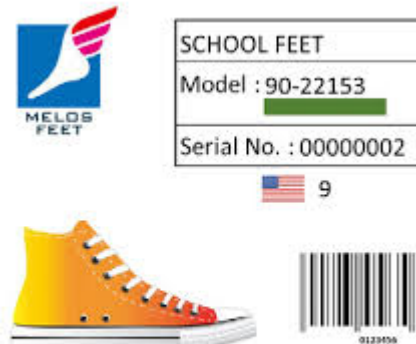 MELOS
FEET
SCHOOL FEET
Model : 90-22153
Serial No. : 00000002
9
0123456